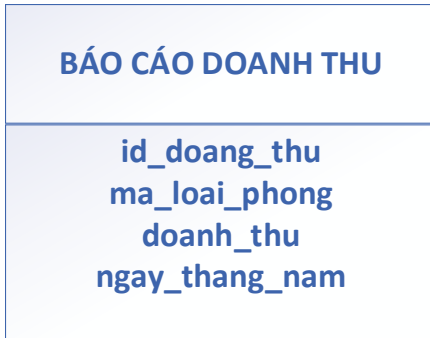 BÁO CÁO DOANH THU
id_doang_thu
ma_loai_phong
doanh_thu
ngay_thang_nam